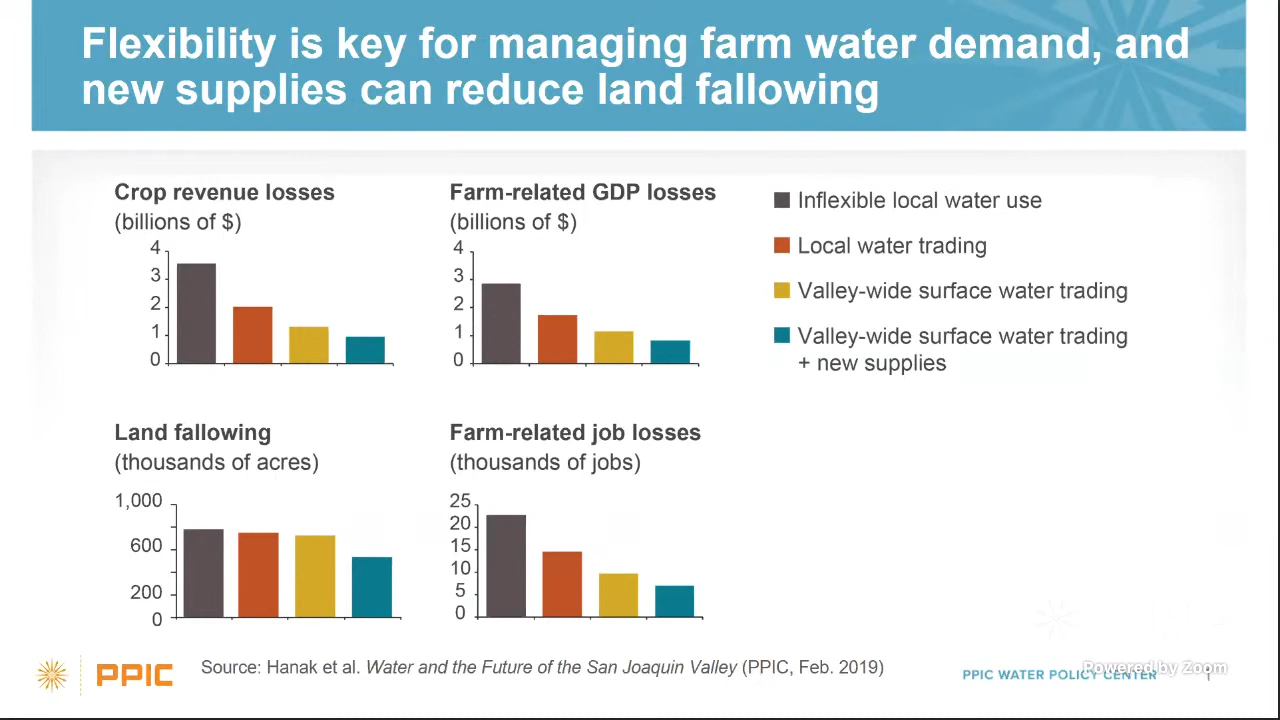 Flexibility is key for managing farm water demand, and
new supplies can reduce land fallowing
Crop revenue losses
(billions of $)
4
3
2
1
0
Farm-related GDP losses
(billions of $)
4
3
2
1
0
Inflexible local water use
Local water trading
Valley-wide surface water trading
Valley-wide surface water trading
+ new supplies
Land fallowing
(thousands of acres)
1,000
600
200
0
Farm-related job losses
(thousands of jobs)
25
20
15
10
5
0
PPIC
Source: Hanak et al. Water and the Future of the San Joaquin Valley (PPIC, Feb. 2019)
PPIC WATER POLICY CENTER
Powered by Zoom
1